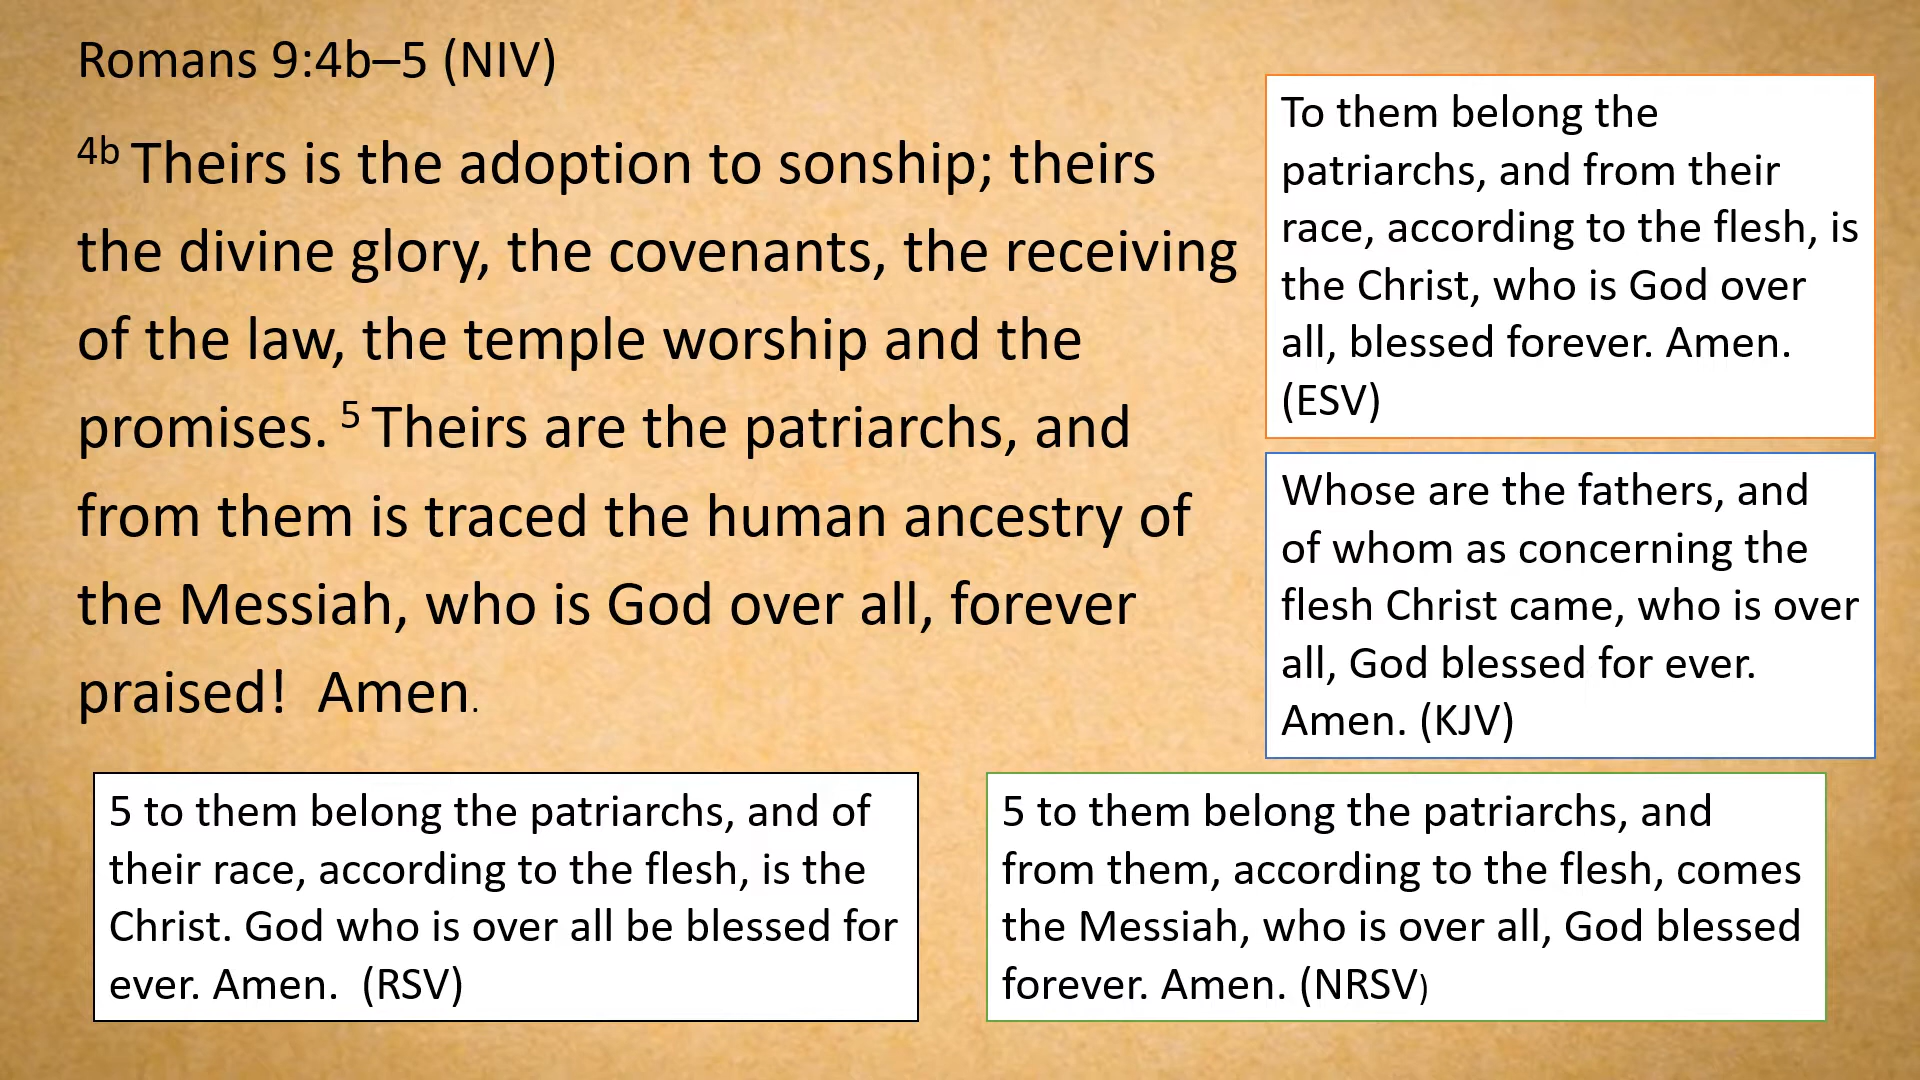 Romans 9:4b–5 (NIV)
4b Theirs is the adoption to sonship; theirs
the divine glory, the covenants, the receiving
of the law, the temple worship and the
promises. 5 Theirs are the patriarchs, and
from them is traced the human ancestry of
the Messiah, who is God over all, forever
praised!  Amen.
To them belong the
patriarchs, and from their
race, according to the flesh, is
the Christ, who is God over
all, blessed forever. Amen.
(ESV)
Whose are the fathers, and
of whom as concerning the
flesh Christ came, who is over
all, God blessed for ever.
Amen. (KJV)
5 to them belong the patriarchs, and of
their race, according to the flesh, is the
Christ. God who is over all be blessed for
ever. Amen.  (RSV)
5 to them belong the patriarchs, and
from them, according to the flesh, comes
the Messiah, who is over all, God blessed
forever. Amen. (NRSV)